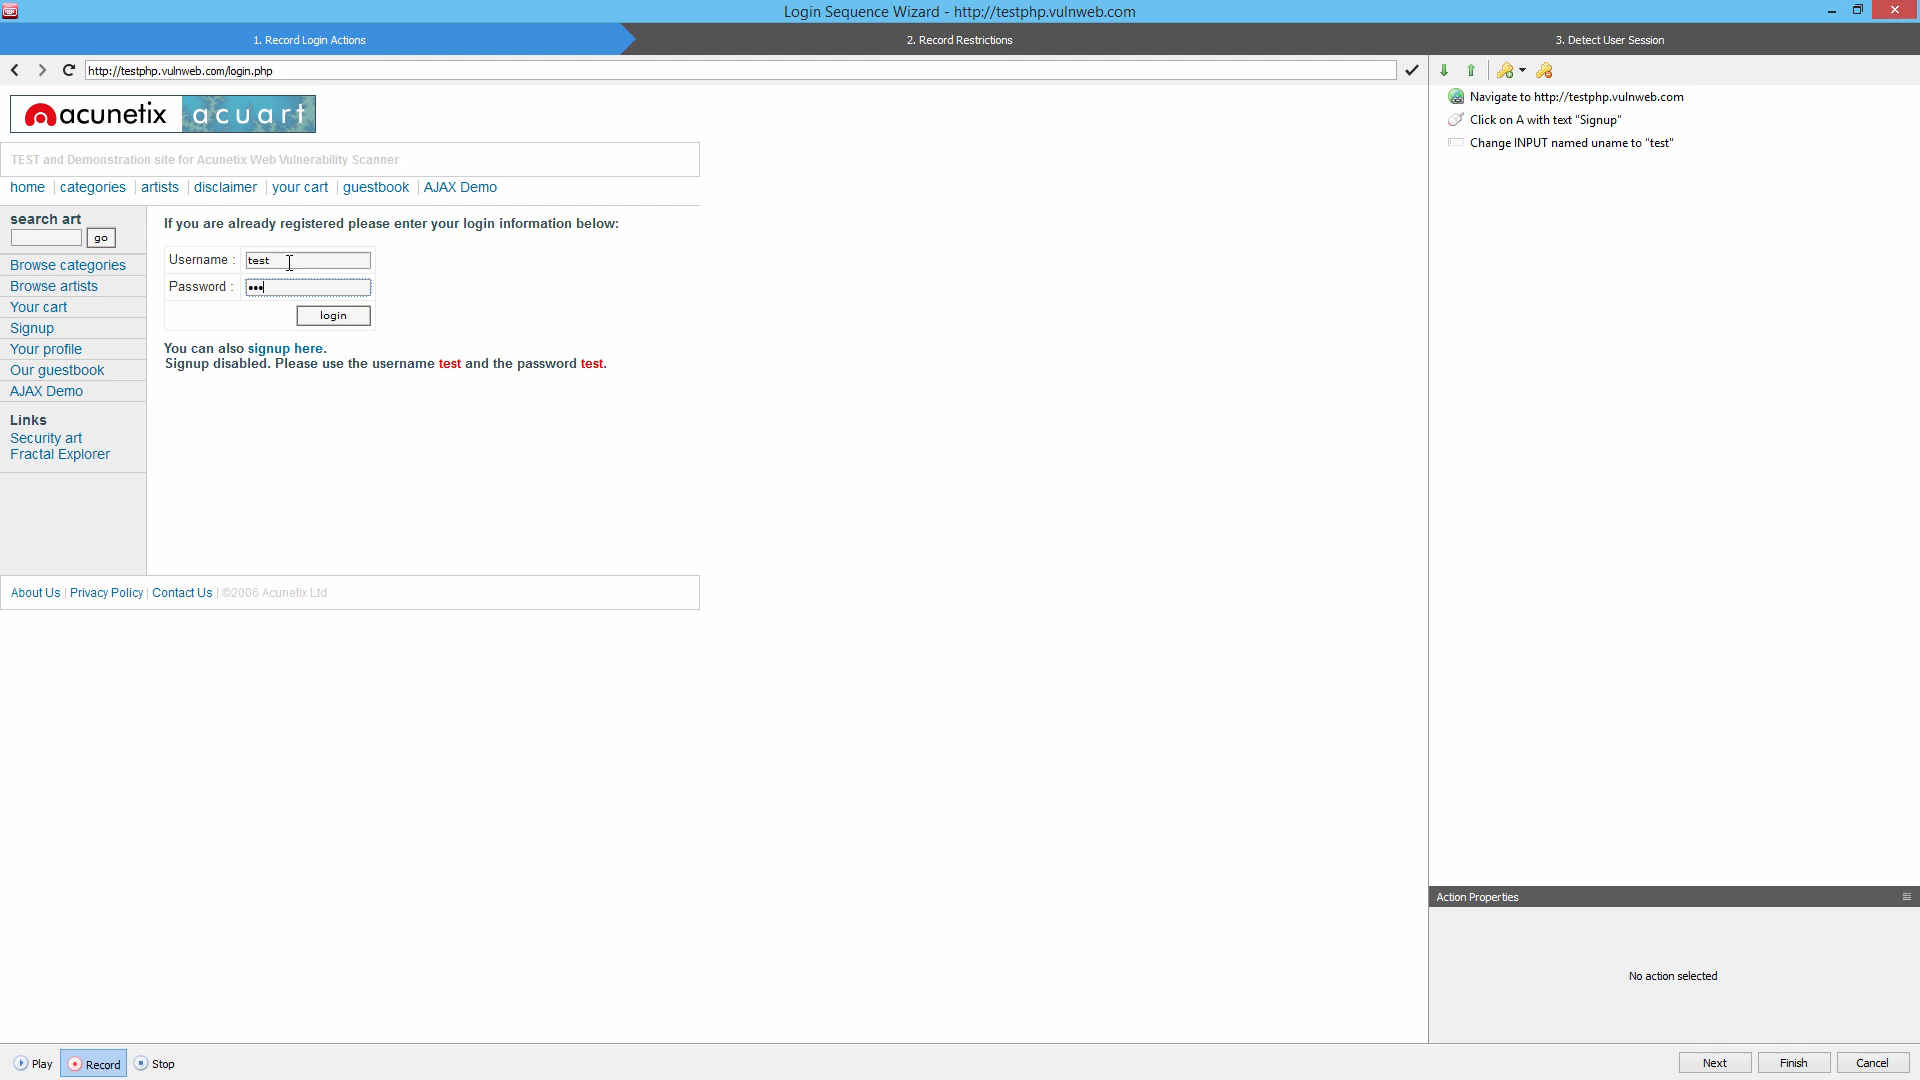 Login Sequence Wizard - http://testphp.vulnweb.com
1. Record Login Actions
2. Record Restrictions
3. Detect User Session
http://testphp.vulnweb.com/login.php
acunetix acuart
TEST and Demonstration site for Acunetix Web Vulnerability Scanner
home | categories | artists | disclaimer | your cart | guestbook | AJAX Demo
search art
go
Browse categories
Browse artists
Your cart
Signup
Your profile
Our guestbook
AJAX Demo
Links
Security art
Fractal Explorer
If you are already registered please enter your login information below:
Username : test
Password : •••
login
You can also signup here.
Signup disabled. Please use the username test and the password test.
About Us | Privacy Policy | Contact Us | ©2006 Acunetix Ltd
Navigate to http://testphp.vulnweb.com
Click on A with text "Signup"
Change INPUT named uname to "test"
Action Properties
No action selected
Play Record Stop
Next Finish Cancel